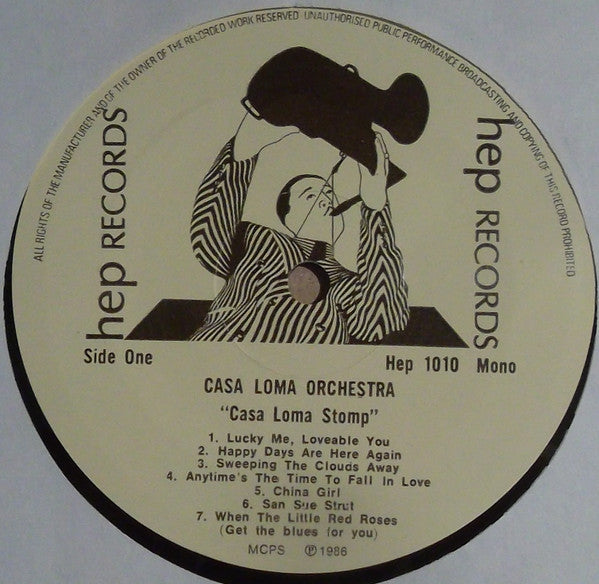 ALL RIGHTS OF THE MANUFACTURER AND OF THE OWNER OF THE RECORDED WORK RESERVED UNAUTHORISED PUBLIC PERFORMANCE BROADCASTING AND COPYING OF THIS RECORD PROHIBITED
hep RECORDS
hep RECORDS
Side One
Hep 1010 Mono
CASA LOMA ORCHESTRA
"Casa Loma Stomp"
1. Lucky Me, Loveable You
2. Happy Days Are Here Again
3. Sweeping The Clouds Away
4. Anytime's The Time To Fall In Love
5. China Girl
6. San Sue Strut
7. When The Little Red Roses
(Get the blues for you)
MCPS ℗ 1986